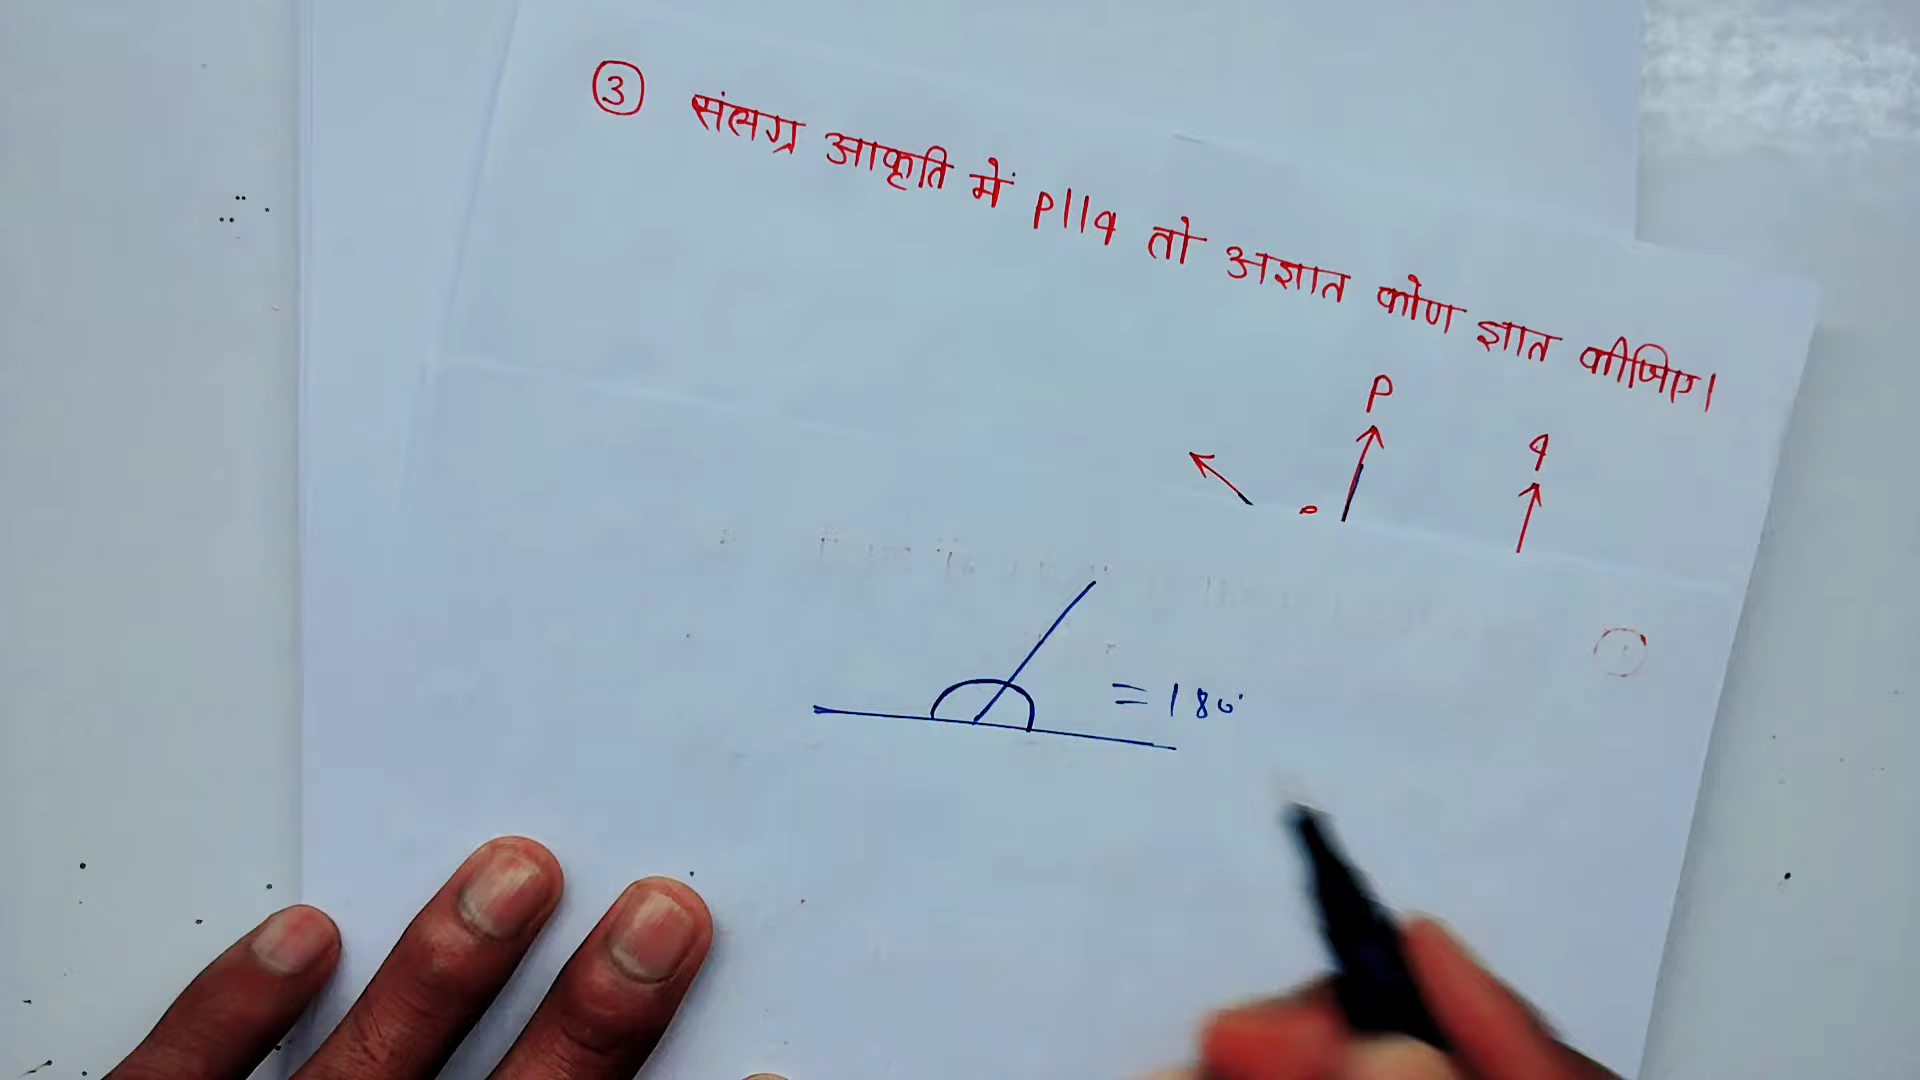 ③ संलग्न आकृति में p||q तो अज्ञात कोण ज्ञात कीजिए।
p
q
= 180°